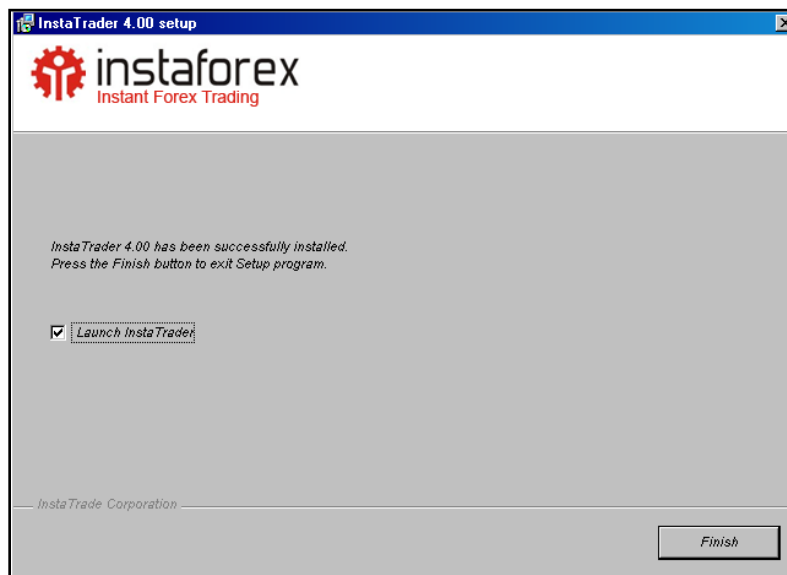 InstaTrader 4.00 setup
instaforex
Instant Forex Trading
InstaTrader 4.00 has been successfully installed.
Press the Finish button to exit Setup program.
Launch InstaTrader
InstaTrade Corporation
Finish